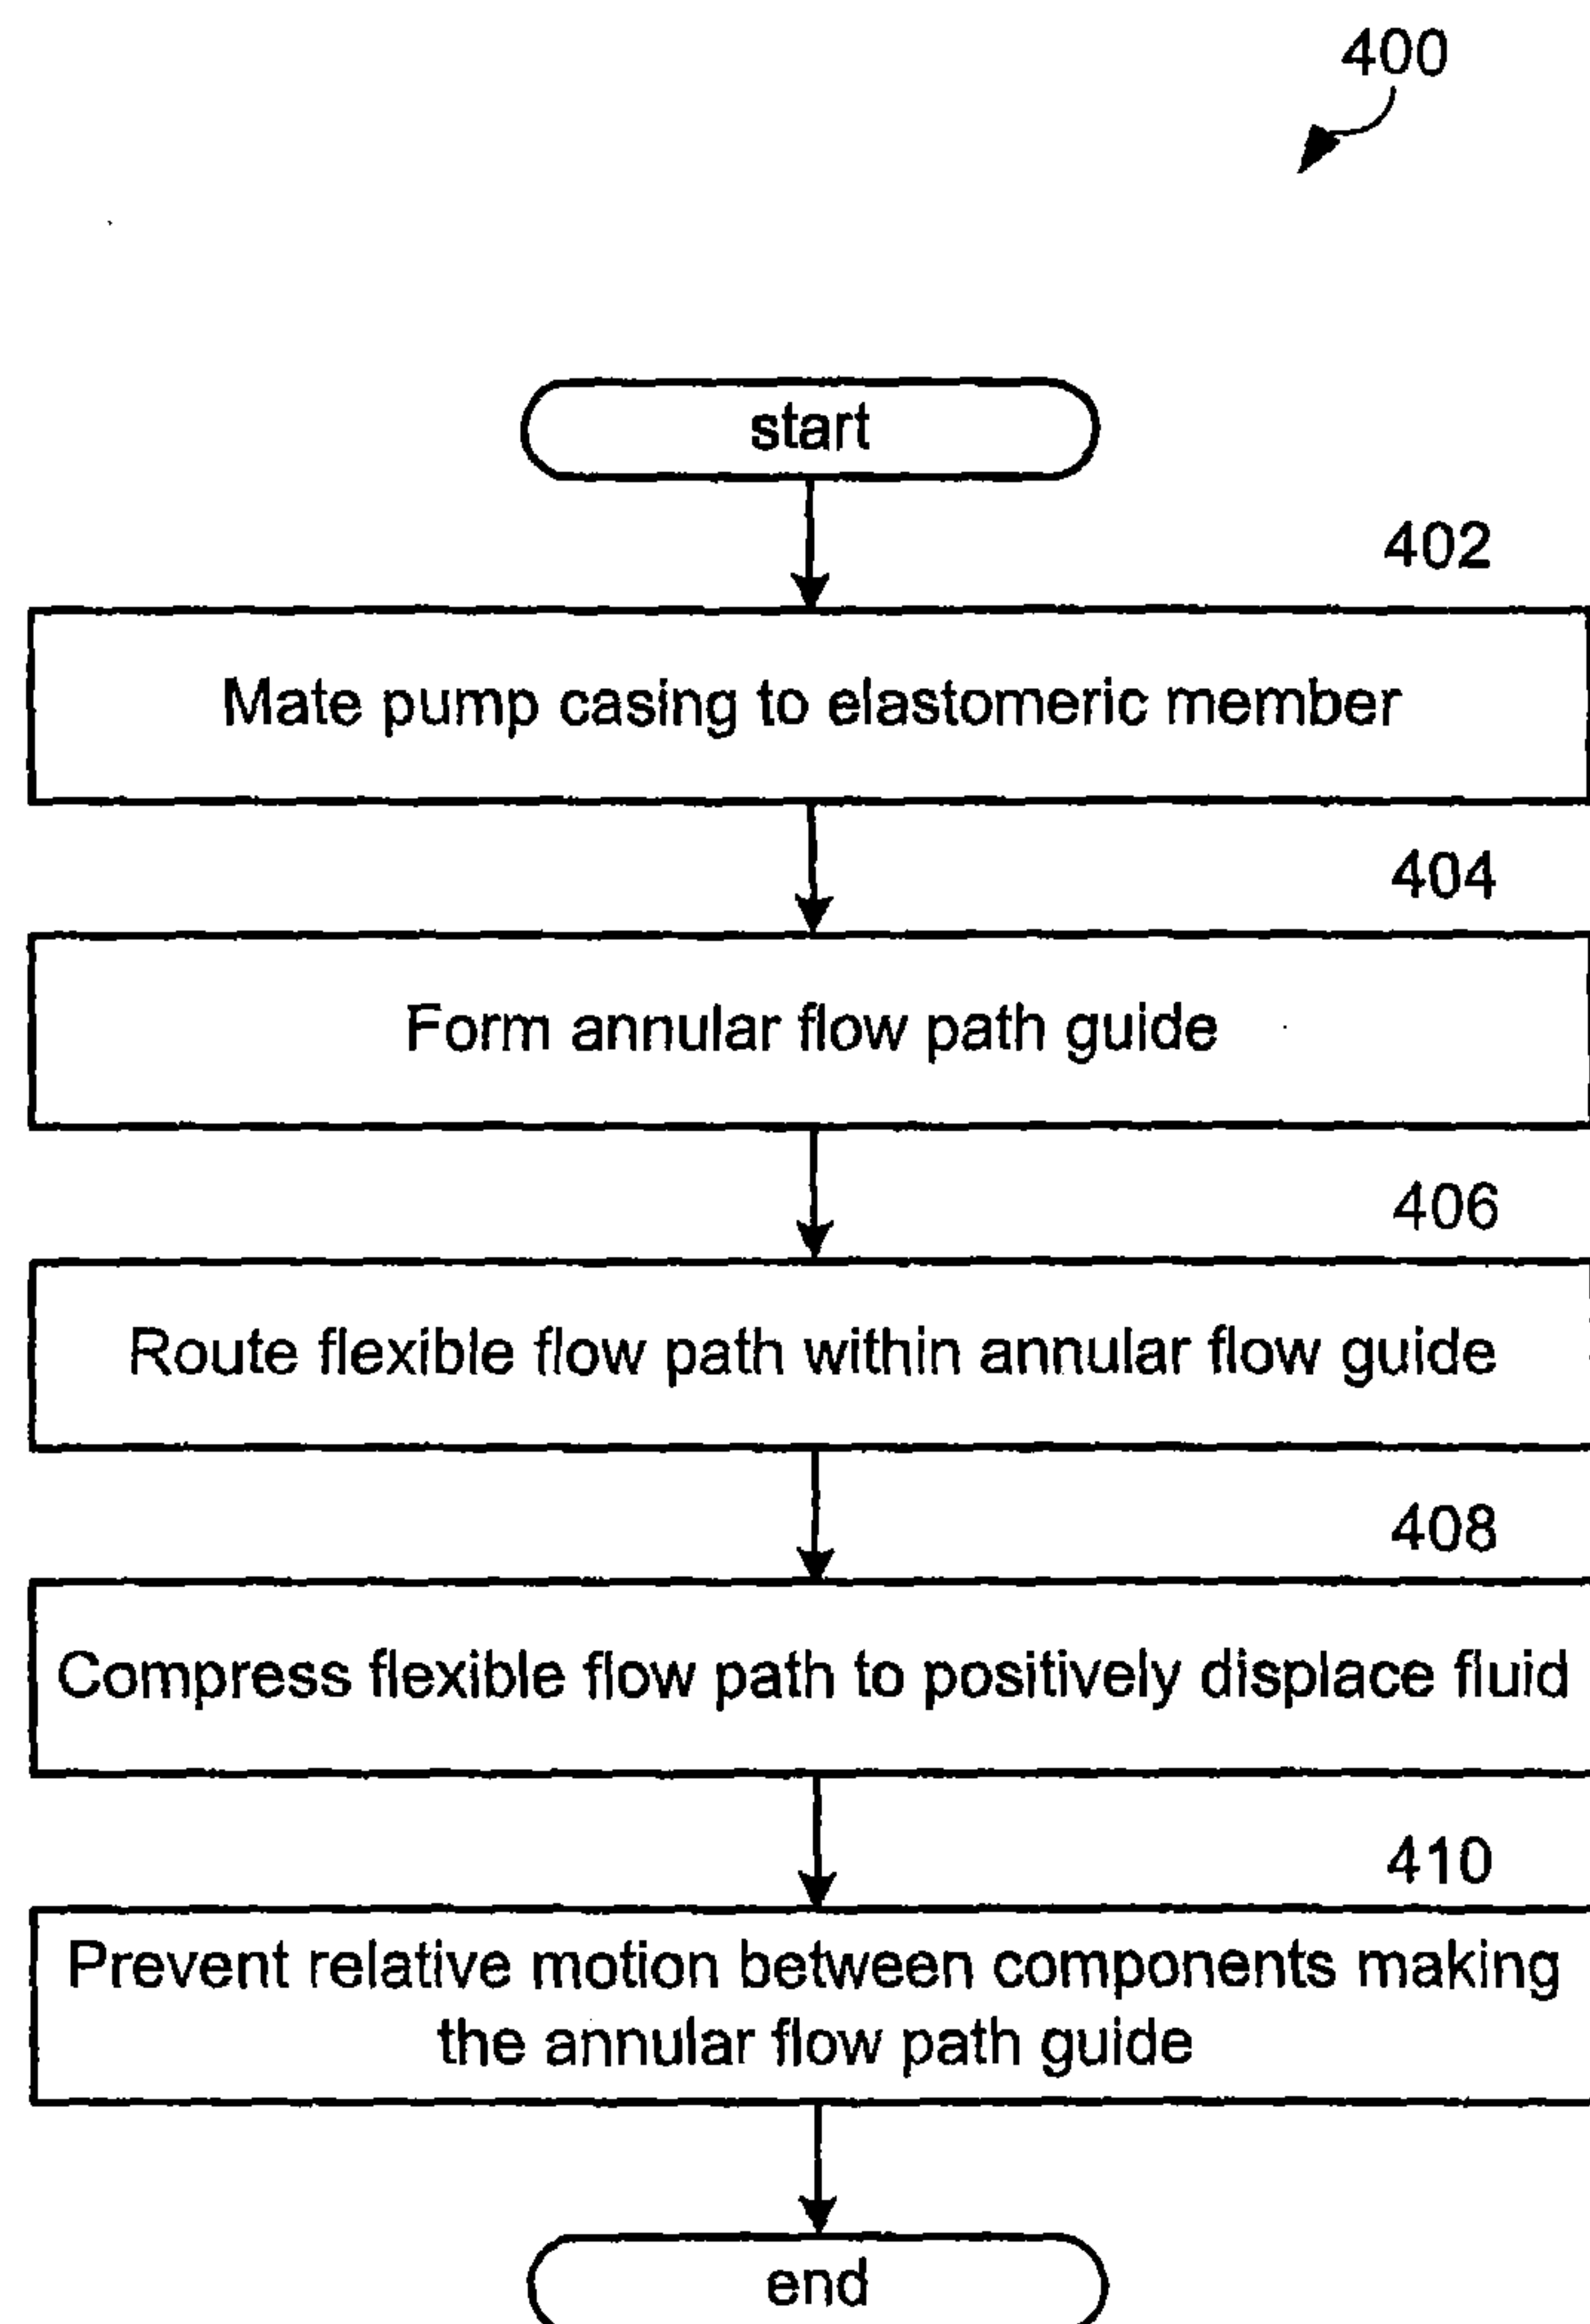 400
start
402
Mate pump casing to elastomeric member
404
Form annular flow path guide
406
Route flexible flow path within annular flow guide
408
Compress flexible flow path to positively displace fluid
410
Prevent relative motion between components making
the annular flow path guide
end